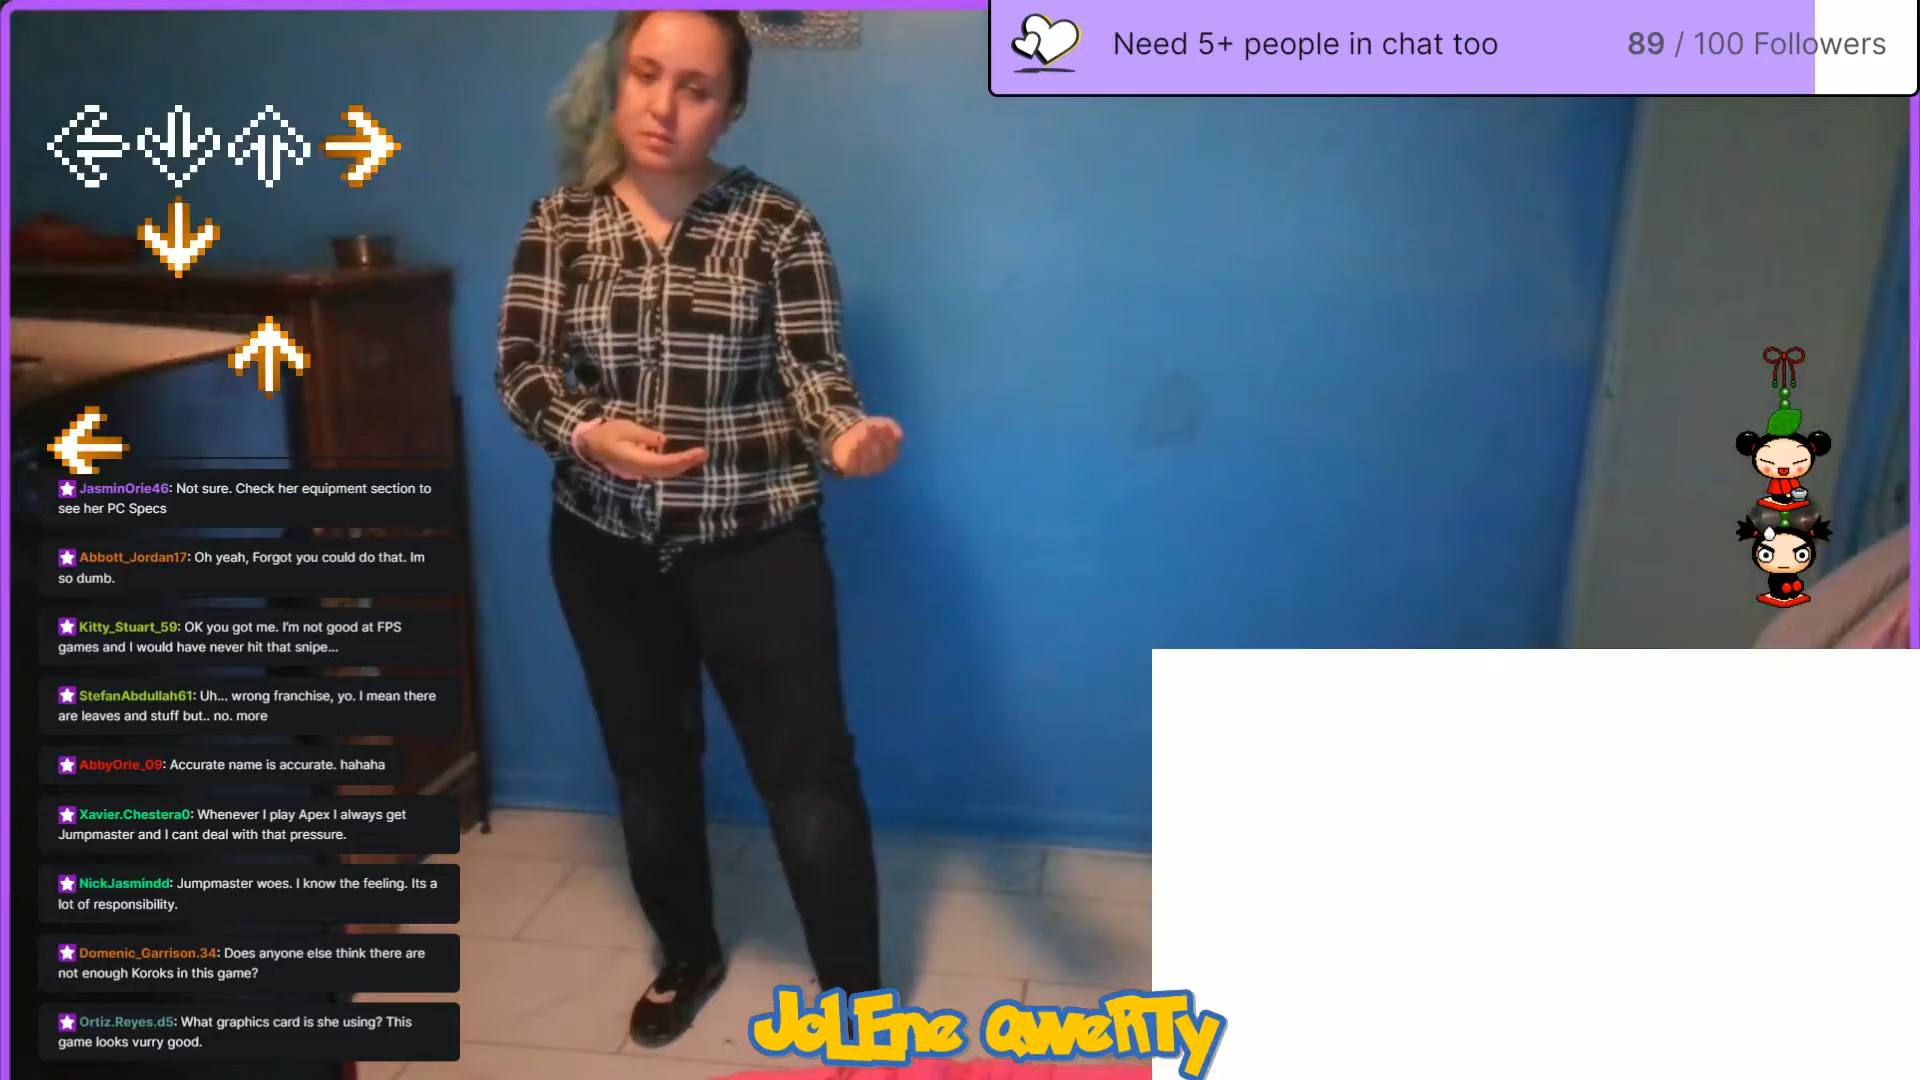 Need 5+ people in chat too
89 / 100 Followers
JasminOrie46: Not sure. Check her equipment section to
see her PC Specs
Abbott_Jordan17: Oh yeah, Forgot you could do that. Im
so dumb.
Kitty_Stuart_59: OK you got me. I'm not good at FPS
games and I would have never hit that snipe...
StefanAbdullah61: Uh... wrong franchise, yo. I mean there
are leaves and stuff but.. no. more
AbbyOrie_09: Accurate name is accurate. hahaha
Xavier.Chestera0: Whenever I play Apex I always get
Jumpmaster and I cant deal with that pressure.
NickJasmindd: Jumpmaster woes. I know the feeling. Its a
lot of responsibility.
Domenic_Garrison.34: Does anyone else think there are
not enough Koroks in this game?
Ortiz.Reyes.d5: What graphics card is she using? This
game looks vurry good.
JoLEne QweRTy